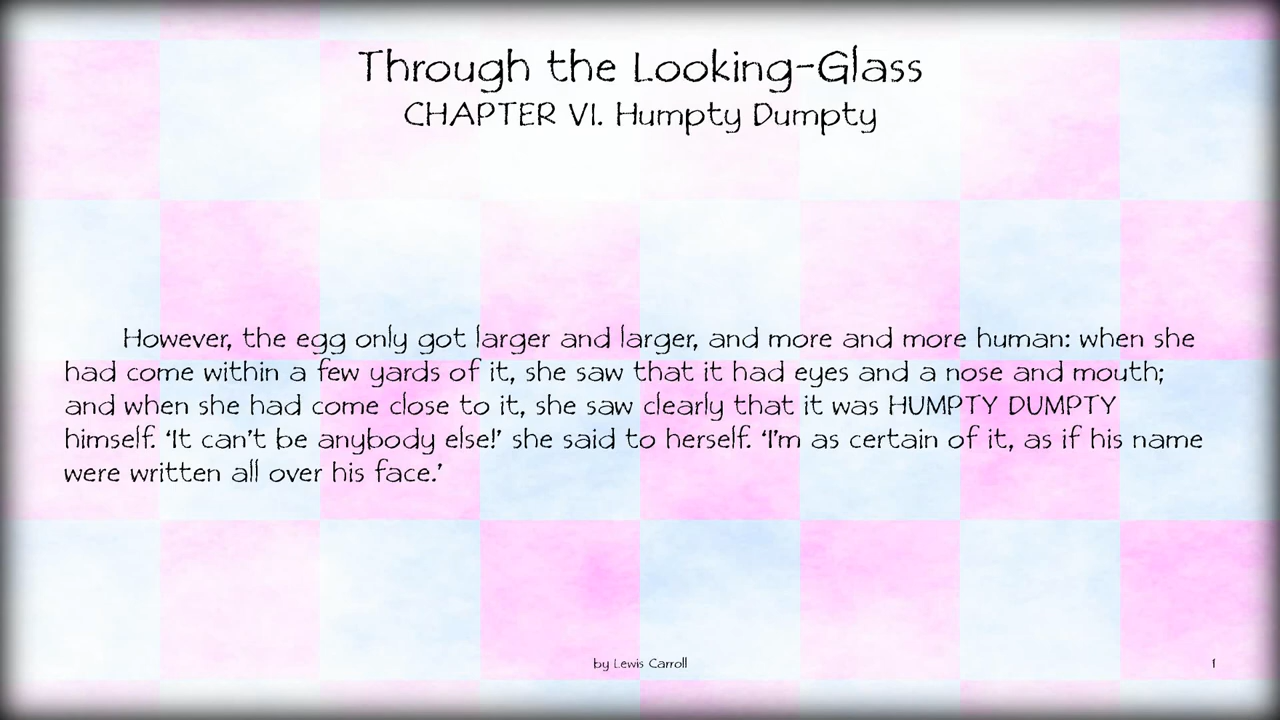 Through the Looking-Glass
CHAPTER VI. Humpty Dumpty
However, the egg only got larger and larger, and more and more human: when she
had come within a few yards of it, she saw that it had eyes and a nose and mouth;
and when she had come close to it, she saw clearly that it was HUMPTY DUMPTY
himself. ‘It can’t be anybody else!’ she said to herself. ‘I’m as certain of it, as if his name
were written all over his face.’
by Lewis Carroll
1